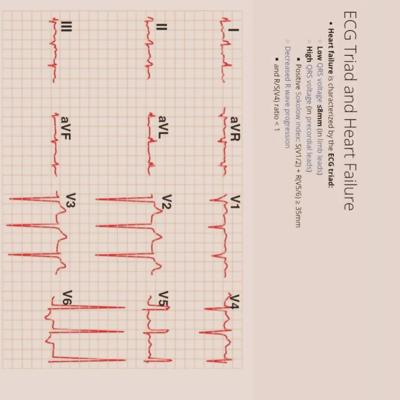 ECG Triad and Heart Failure
• Heart failure is characterized by the ECG triad:
Low QRS voltage ≤8mm (in limb leads)
High QRS voltage (in precordial leads)
▪ Positive Sokolow index: S(V1/2) + R(V5/6) ≥ 35mm
Decreased R wave progression
▪ and R/S(V4) ratio < 1
I aVR V1 V4
II aVL V2 V5
III aVF V3 V6